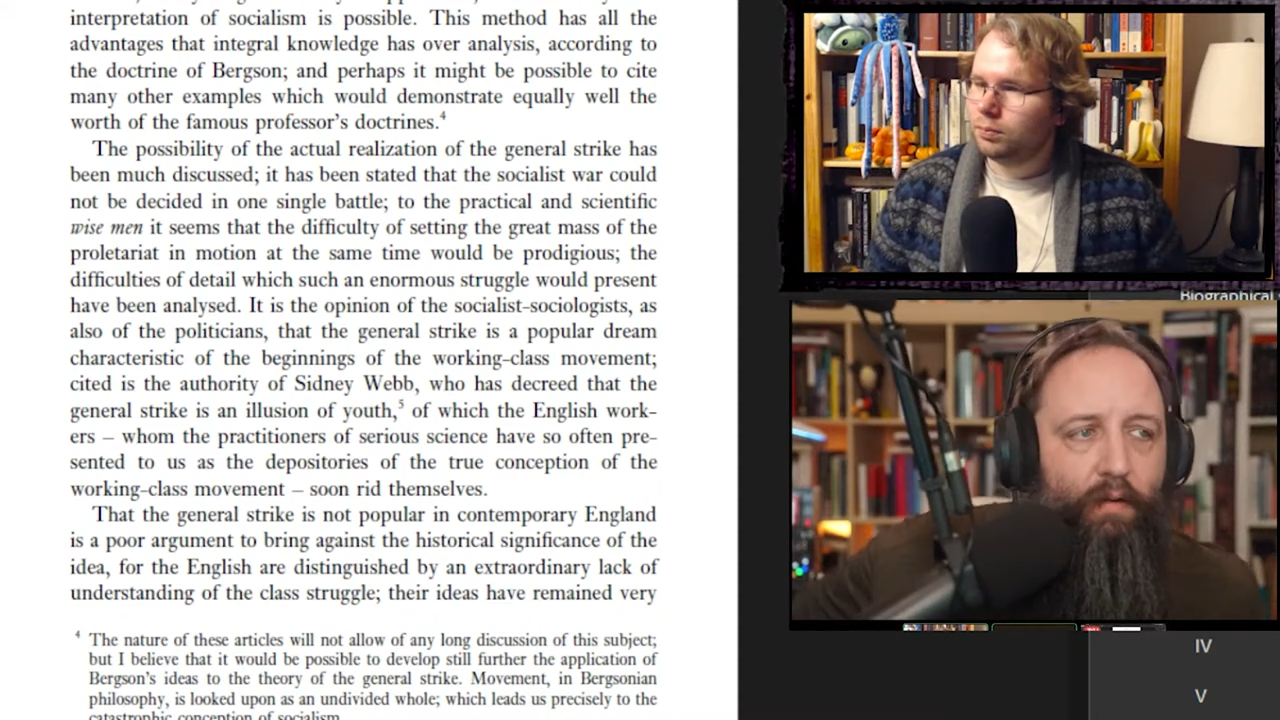 interpretation of socialism is possible. This method has all the
advantages that integral knowledge has over analysis, according to
the doctrine of Bergson; and perhaps it might be possible to cite
many other examples which would demonstrate equally well the
worth of the famous professor's doctrines.⁴
The possibility of the actual realization of the general strike has
been much discussed; it has been stated that the socialist war could
not be decided in one single battle; to the practical and scientific
wise men it seems that the difficulty of setting the great mass of the
proletariat in motion at the same time would be prodigious; the
difficulties of detail which such an enormous struggle would present
have been analysed. It is the opinion of the socialist-sociologists, as
also of the politicians, that the general strike is a popular dream
characteristic of the beginnings of the working-class movement;
cited is the authority of Sidney Webb, who has decreed that the
general strike is an illusion of youth,⁵ of which the English work-
ers – whom the practitioners of serious science have so often pre-
sented to us as the depositories of the true conception of the
working-class movement – soon rid themselves.
That the general strike is not popular in contemporary England
is a poor argument to bring against the historical significance of the
idea, for the English are distinguished by an extraordinary lack of
understanding of the class struggle; their ideas have remained very
⁴ The nature of these articles will not allow of any long discussion of this subject;
but I believe that it would be possible to develop still further the application of
Bergson's ideas to the theory of the general strike. Movement, in Bergsonian
philosophy, is looked upon as an undivided whole; which leads us precisely to the
catastrophic conception of socialism.
Biographical
IV
V